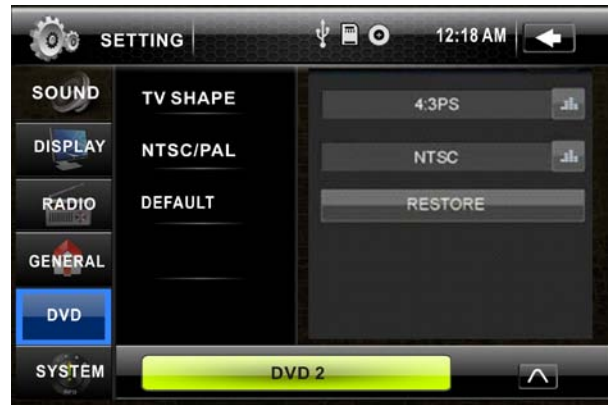 SETTING 12:18 AM
SOUND
DISPLAY
RADIO
GENERAL
DVD
SYSTEM
TV SHAPE 4:3PS
NTSC/PAL NTSC
DEFAULT RESTORE
DVD 2